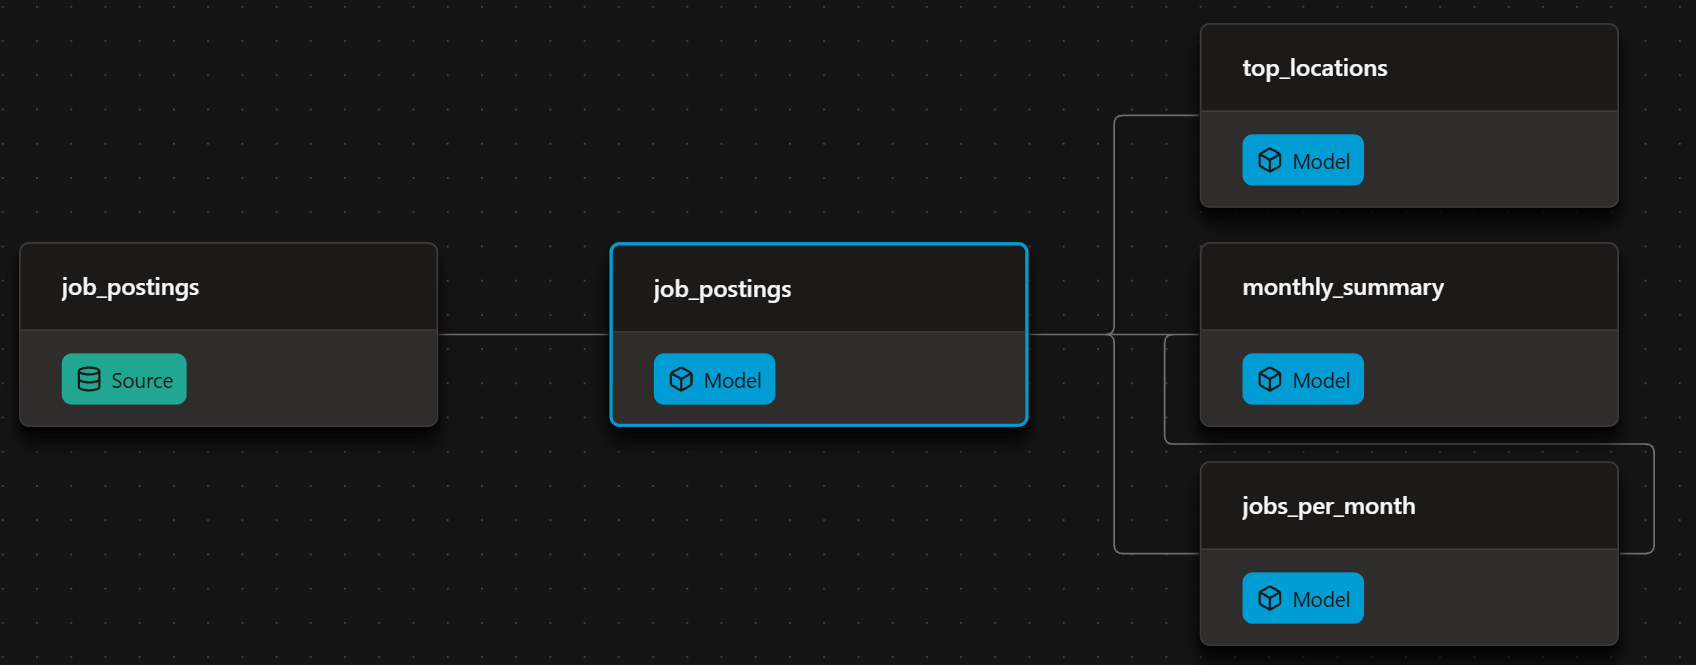 job_postings
Source
job_postings
Model
top_locations
Model
monthly_summary
Model
jobs_per_month
Model